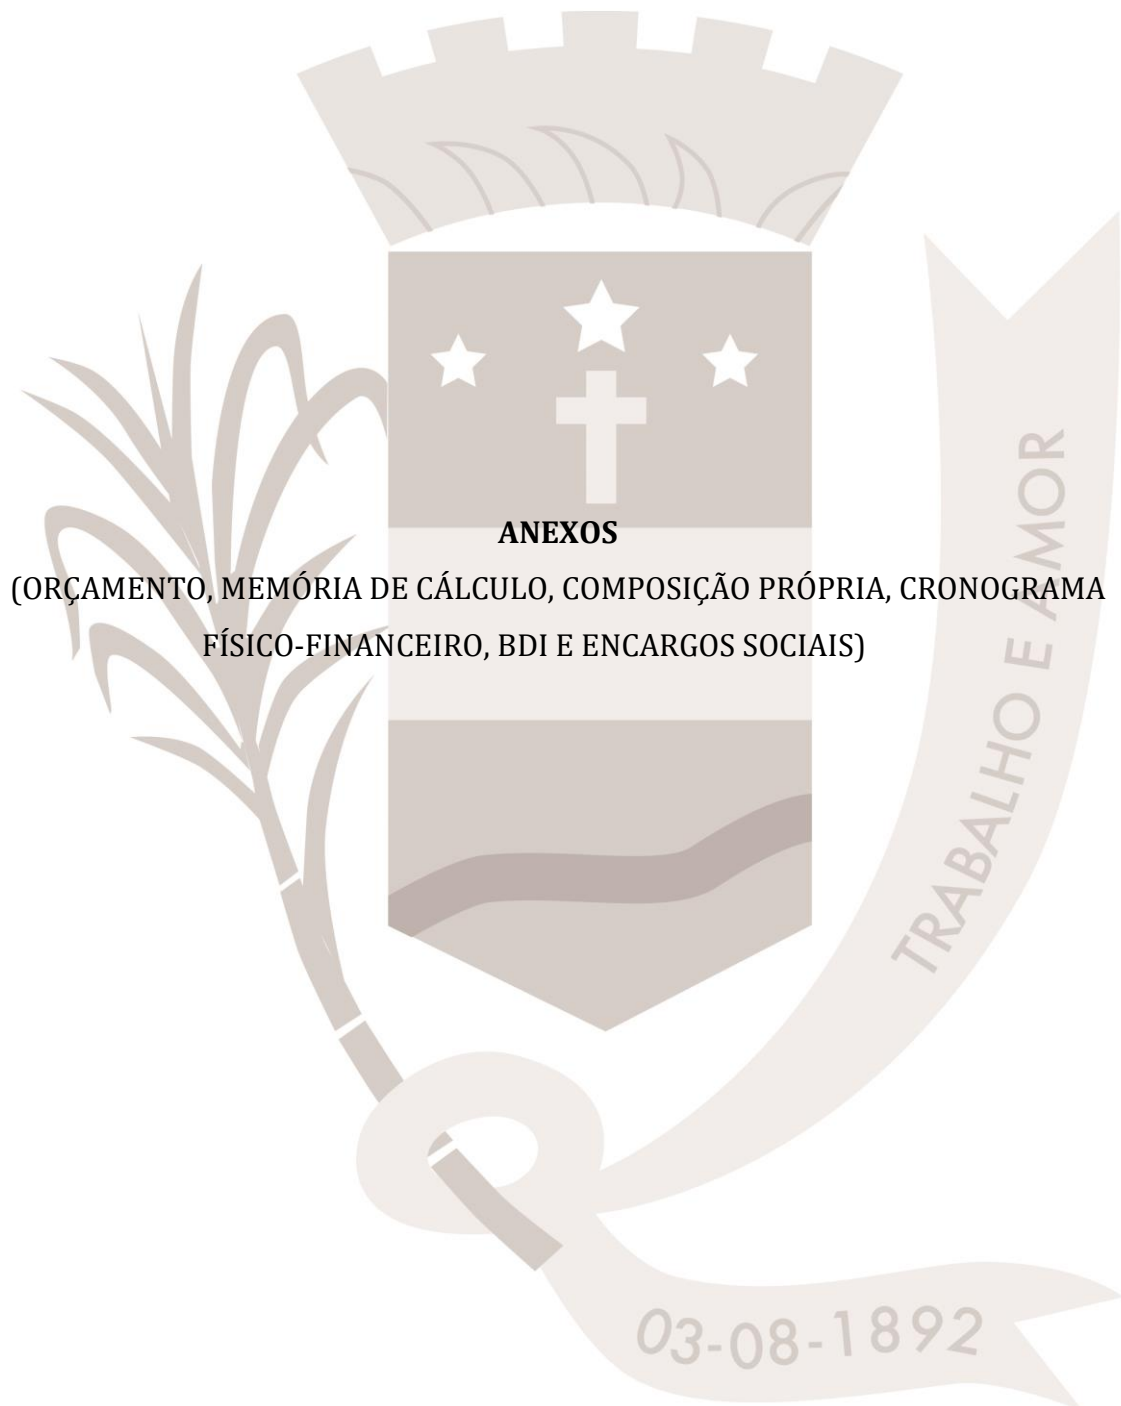 ANEXOS
(ORÇAMENTO, MEMÓRIA DE CÁLCULO, COMPOSIÇÃO PRÓPRIA, CRONOGRAMA
FÍSICO-FINANCEIRO, BDI E ENCARGOS SOCIAIS)
TRABALHO E AMOR
03-08-1892